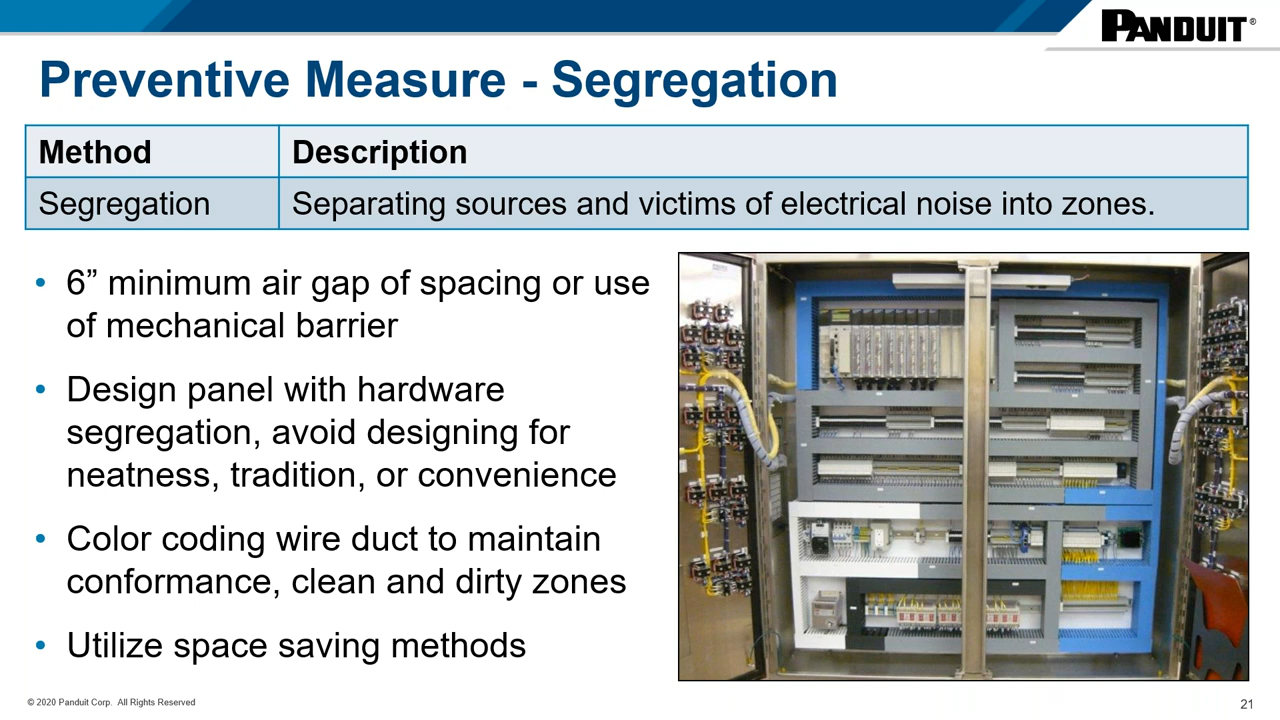 PANDUIT®
Preventive Measure - Segregation
Method
Description
Segregation
Separating sources and victims of electrical noise into zones.
• 6” minimum air gap of spacing or use
of mechanical barrier
• Design panel with hardware
segregation, avoid designing for
neatness, tradition, or convenience
• Color coding wire duct to maintain
conformance, clean and dirty zones
• Utilize space saving methods
© 2020 Panduit Corp. All Rights Reserved
21